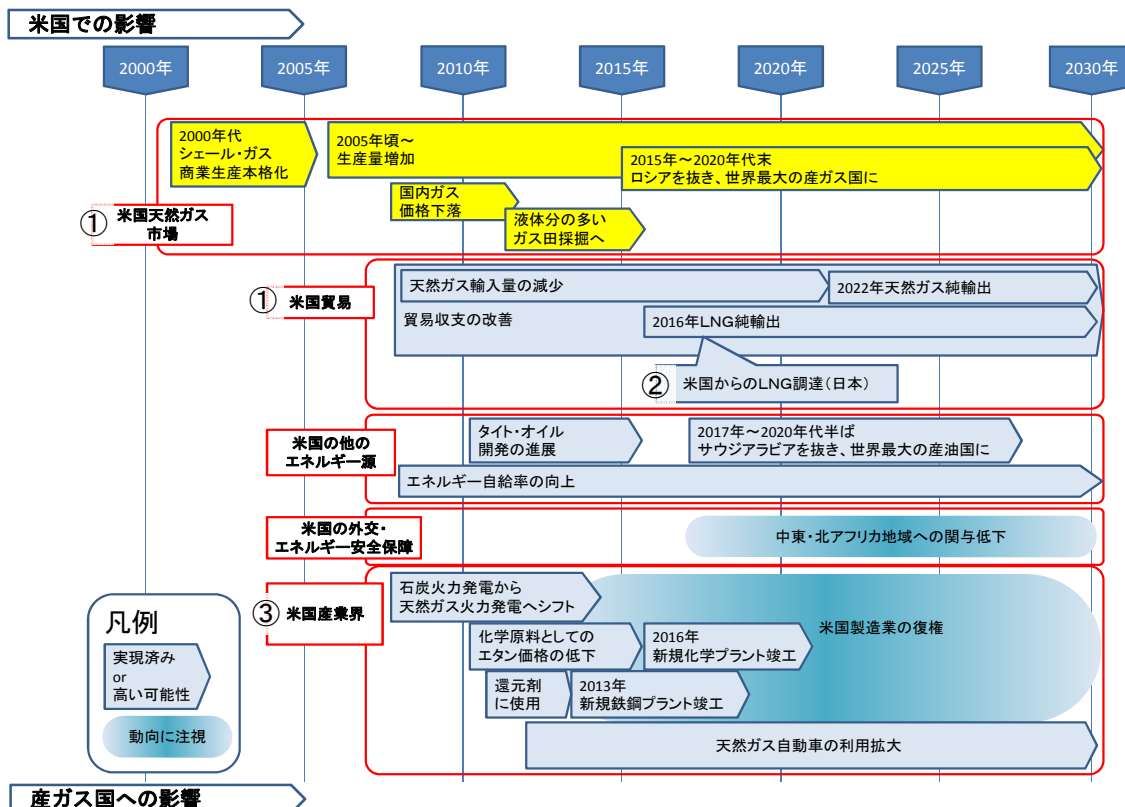 米国での影響
2000年
2005年
2010年
2015年
2020年
2025年
2030年
2000年代
シェール・ガス
商業生産本格化
2005年頃～
生産量増加
2015年～2020年代末
ロシアを抜き、世界最大の産ガス国に
国内ガス
価格下落
液体分の多い
ガス田採掘へ
①
米国天然ガス
市場
天然ガス輸入量の減少
2022年天然ガス純輸出
①
米国貿易
貿易収支の改善
2016年LNG純輸出
②
米国からのLNG調達（日本）
米国の他の
エネルギー源
タイト・オイル
開発の進展
2017年～2020年代半ば
サウジアラビアを抜き、世界最大の産油国に
エネルギー自給率の向上
米国の外交・
エネルギー安全保障
中東・北アフリカ地域への関与低下
③
米国産業界
石炭火力発電から
天然ガス火力発電へシフト
米国製造業の復権
化学原料としての
エタン価格の低下
2016年
新規化学プラント竣工
還元剤
に使用
2013年
新規鉄鋼プラント竣工
天然ガス自動車の利用拡大
凡例
実現済み
or
高い可能性
動向に注視
産ガス国への影響